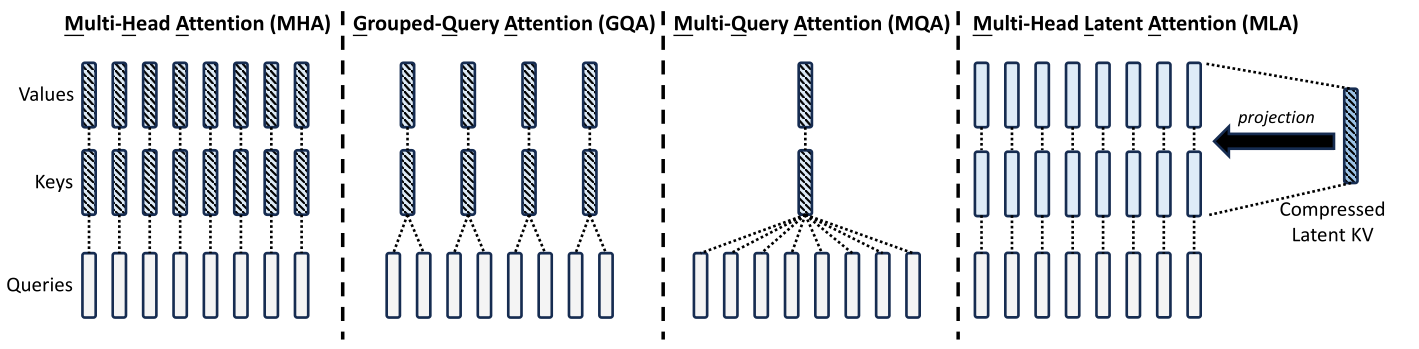 Multi-Head Attention (MHA)
Grouped-Query Attention (GQA)
Multi-Query Attention (MQA)
Multi-Head Latent Attention (MLA)
Values
Keys
Queries
projection
Compressed
Latent KV